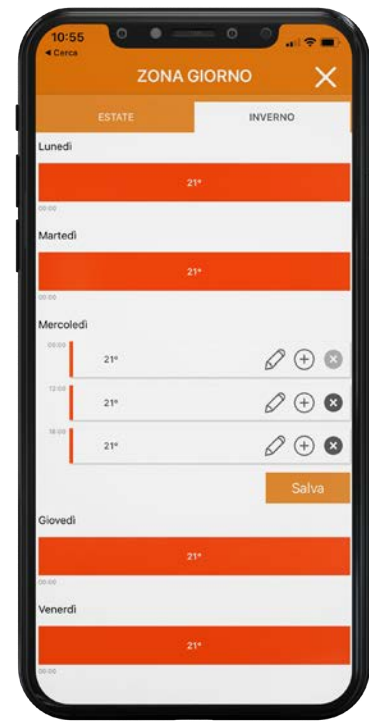 10:55
◀ Cerca
ZONA GIORNO
ESTATE INVERNO
Lunedì
21°
00:00
Martedì
21°
00:00
Mercoledì
00:00
21°
12:00
21°
18:00
21°
Salva
Giovedì
21°
00:00
Venerdì
21°
00:00